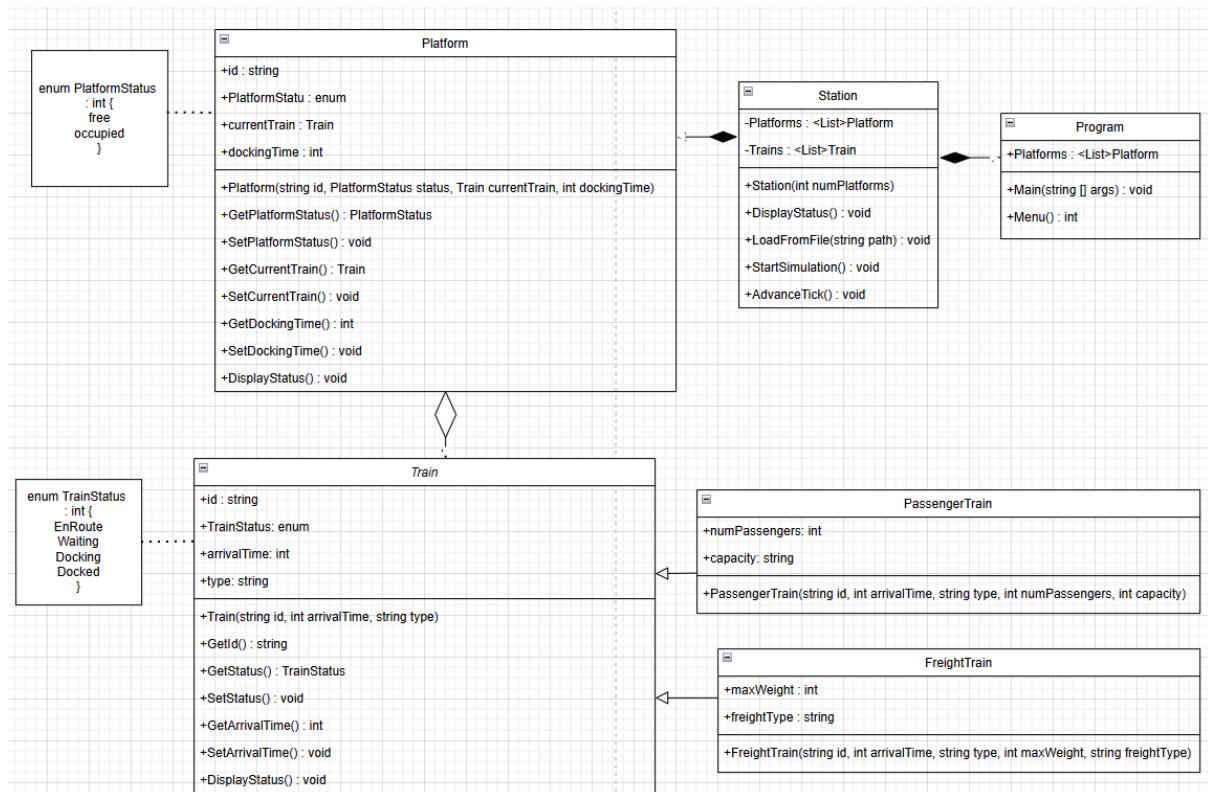 enum PlatformStatus
: int {
free
occupied
}
Platform
+id : string
+PlatformStatu : enum
+currentTrain : Train
+dockingTime : int
+Platform(string id, PlatformStatus status, Train currentTrain, int dockingTime)
+GetPlatformStatus() : PlatformStatus
+SetPlatformStatus() : void
+GetCurrentTrain() : Train
+SetCurrentTrain() : void
+GetDockingTime() : int
+SetDockingTime() : void
+DisplayStatus() : void
Station
-Platforms : <List>Platform
-Trains : <List>Train
+Station(int numPlatforms)
+DisplayStatus() : void
+LoadFromFile(string path) : void
+StartSimulation() : void
+AdvanceTick() : void
Program
+Platforms : <List>Platform
+Main(string [] args) : void
+Menu() : int
enum TrainStatus
: int {
EnRoute
Waiting
Docking
Docked
}
Train
+id : string
+TrainStatus: enum
+arrivalTime: int
+type: string
+Train(string id, int arrivalTime, string type)
+GetId() : string
+GetStatus() : TrainStatus
+SetStatus() : void
+GetArrivalTime() : int
+SetArrivalTime() : void
+DisplayStatus() : void
PassengerTrain
+numPassengers: int
+capacity: string
+PassengerTrain(string id, int arrivalTime, string type, int numPassengers, int capacity)
FreightTrain
+maxWeight : int
+freightType : string
+FreightTrain(string id, int arrivalTime, string type, int maxWeight, string freightType)